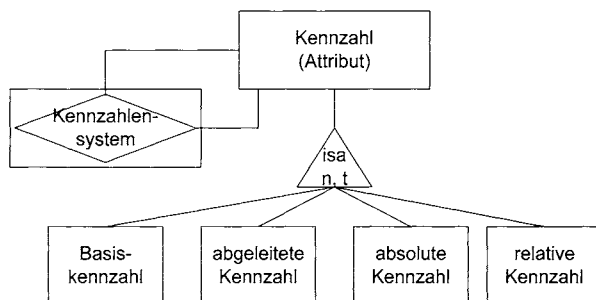 Kennzahl
(Attribut)
Kennzahlen-
system
isa
n, t
Basis-
kennzahl
abgeleitete
Kennzahl
absolute
Kennzahl
relative
Kennzahl